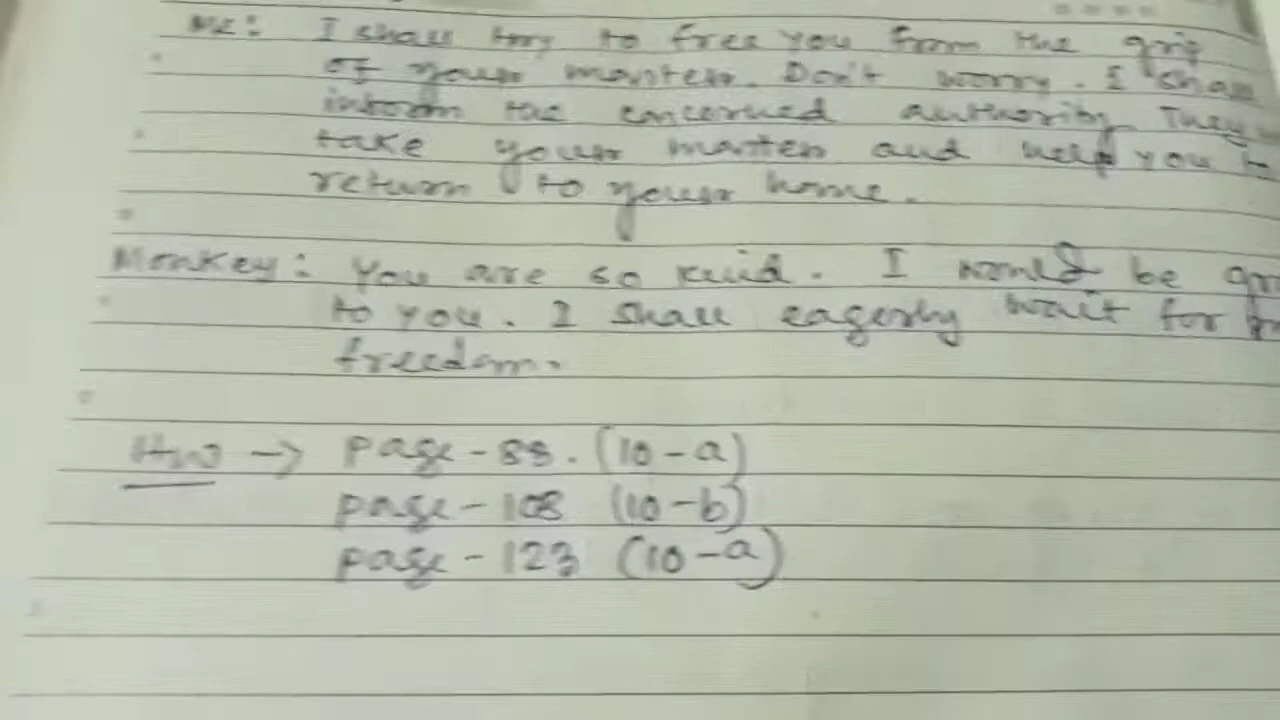 Me: I shall try to free you from the grip
of your master. Don't worry. I shall
inform the concerned authority. They
take your master and help you to
return to your home.
Monkey: You are so kind. I would be
to you. I shall eagerly wait for
freedom.
H.W → page - 88. (10-a)
page - 108 (10-b)
page - 123 (10-a)